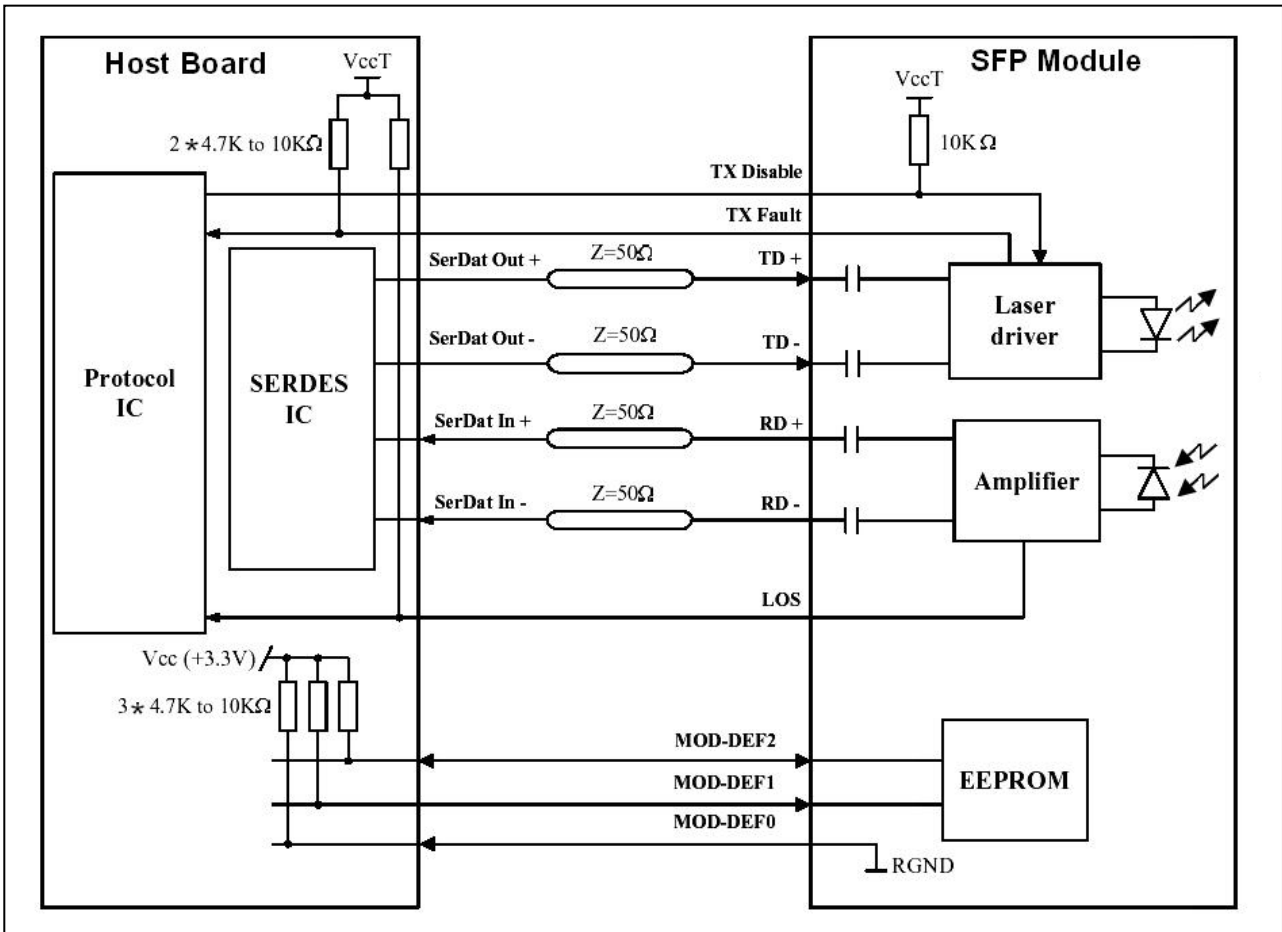 Host Board
VccT
2*4.7K to 10KΩ
Protocol
IC
SERDES
IC
SFP Module
VccT
10KΩ
TX Disable
TX Fault
SerDat Out +
Z=50Ω
TD +
SerDat Out -
Z=50Ω
TD -
SerDat In +
Z=50Ω
RD +
SerDat In -
Z=50Ω
RD -
Laser
driver
Amplifier
LOS
Vcc (+3.3V)
3*4.7K to 10KΩ
MOD-DEF2
MOD-DEF1
MOD-DEF0
EEPROM
RGND